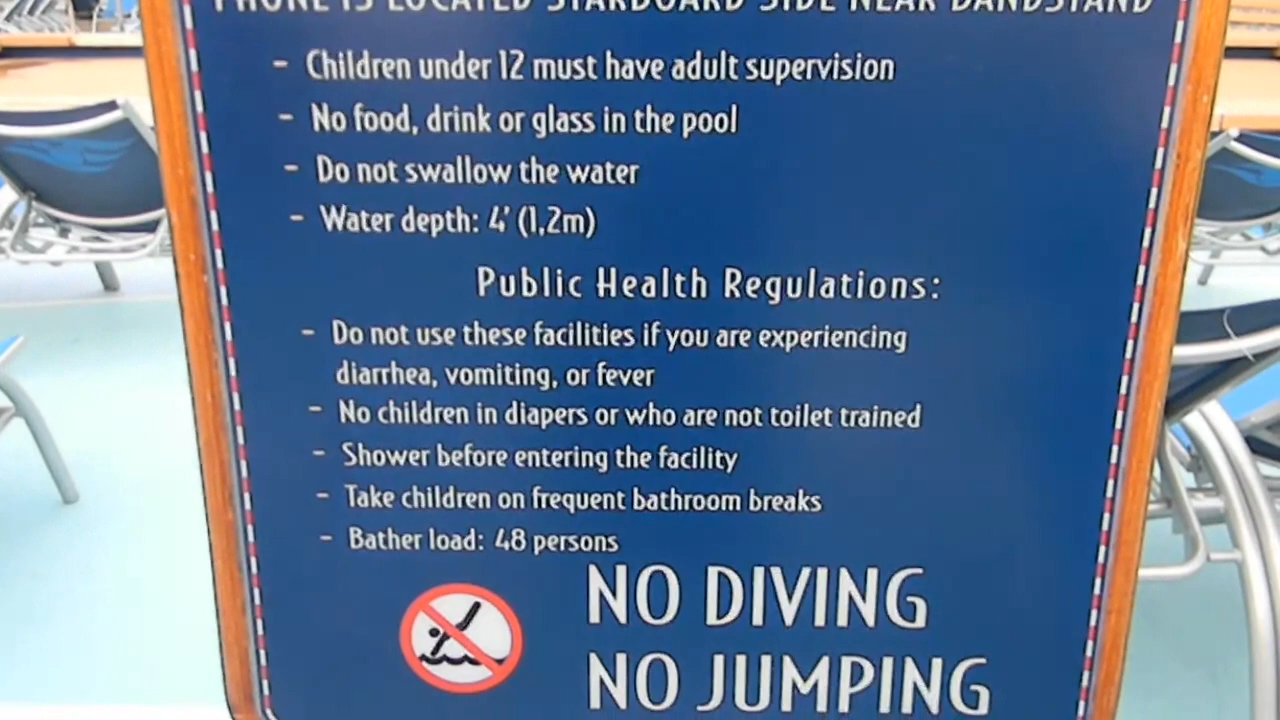 PHONE IS LOCATED STARBOARD SIDE NEAR BANDSTAND
- Children under 12 must have adult supervision
- No food, drink or glass in the pool
- Do not swallow the water
- Water depth: 4' (1,2m)
Public Health Regulations:
- Do not use these facilities if you are experiencing
diarrhea, vomiting, or fever
- No children in diapers or who are not toilet trained
- Shower before entering the facility
- Take children on frequent bathroom breaks
- Bather load: 48 persons
NO DIVING
NO JUMPING